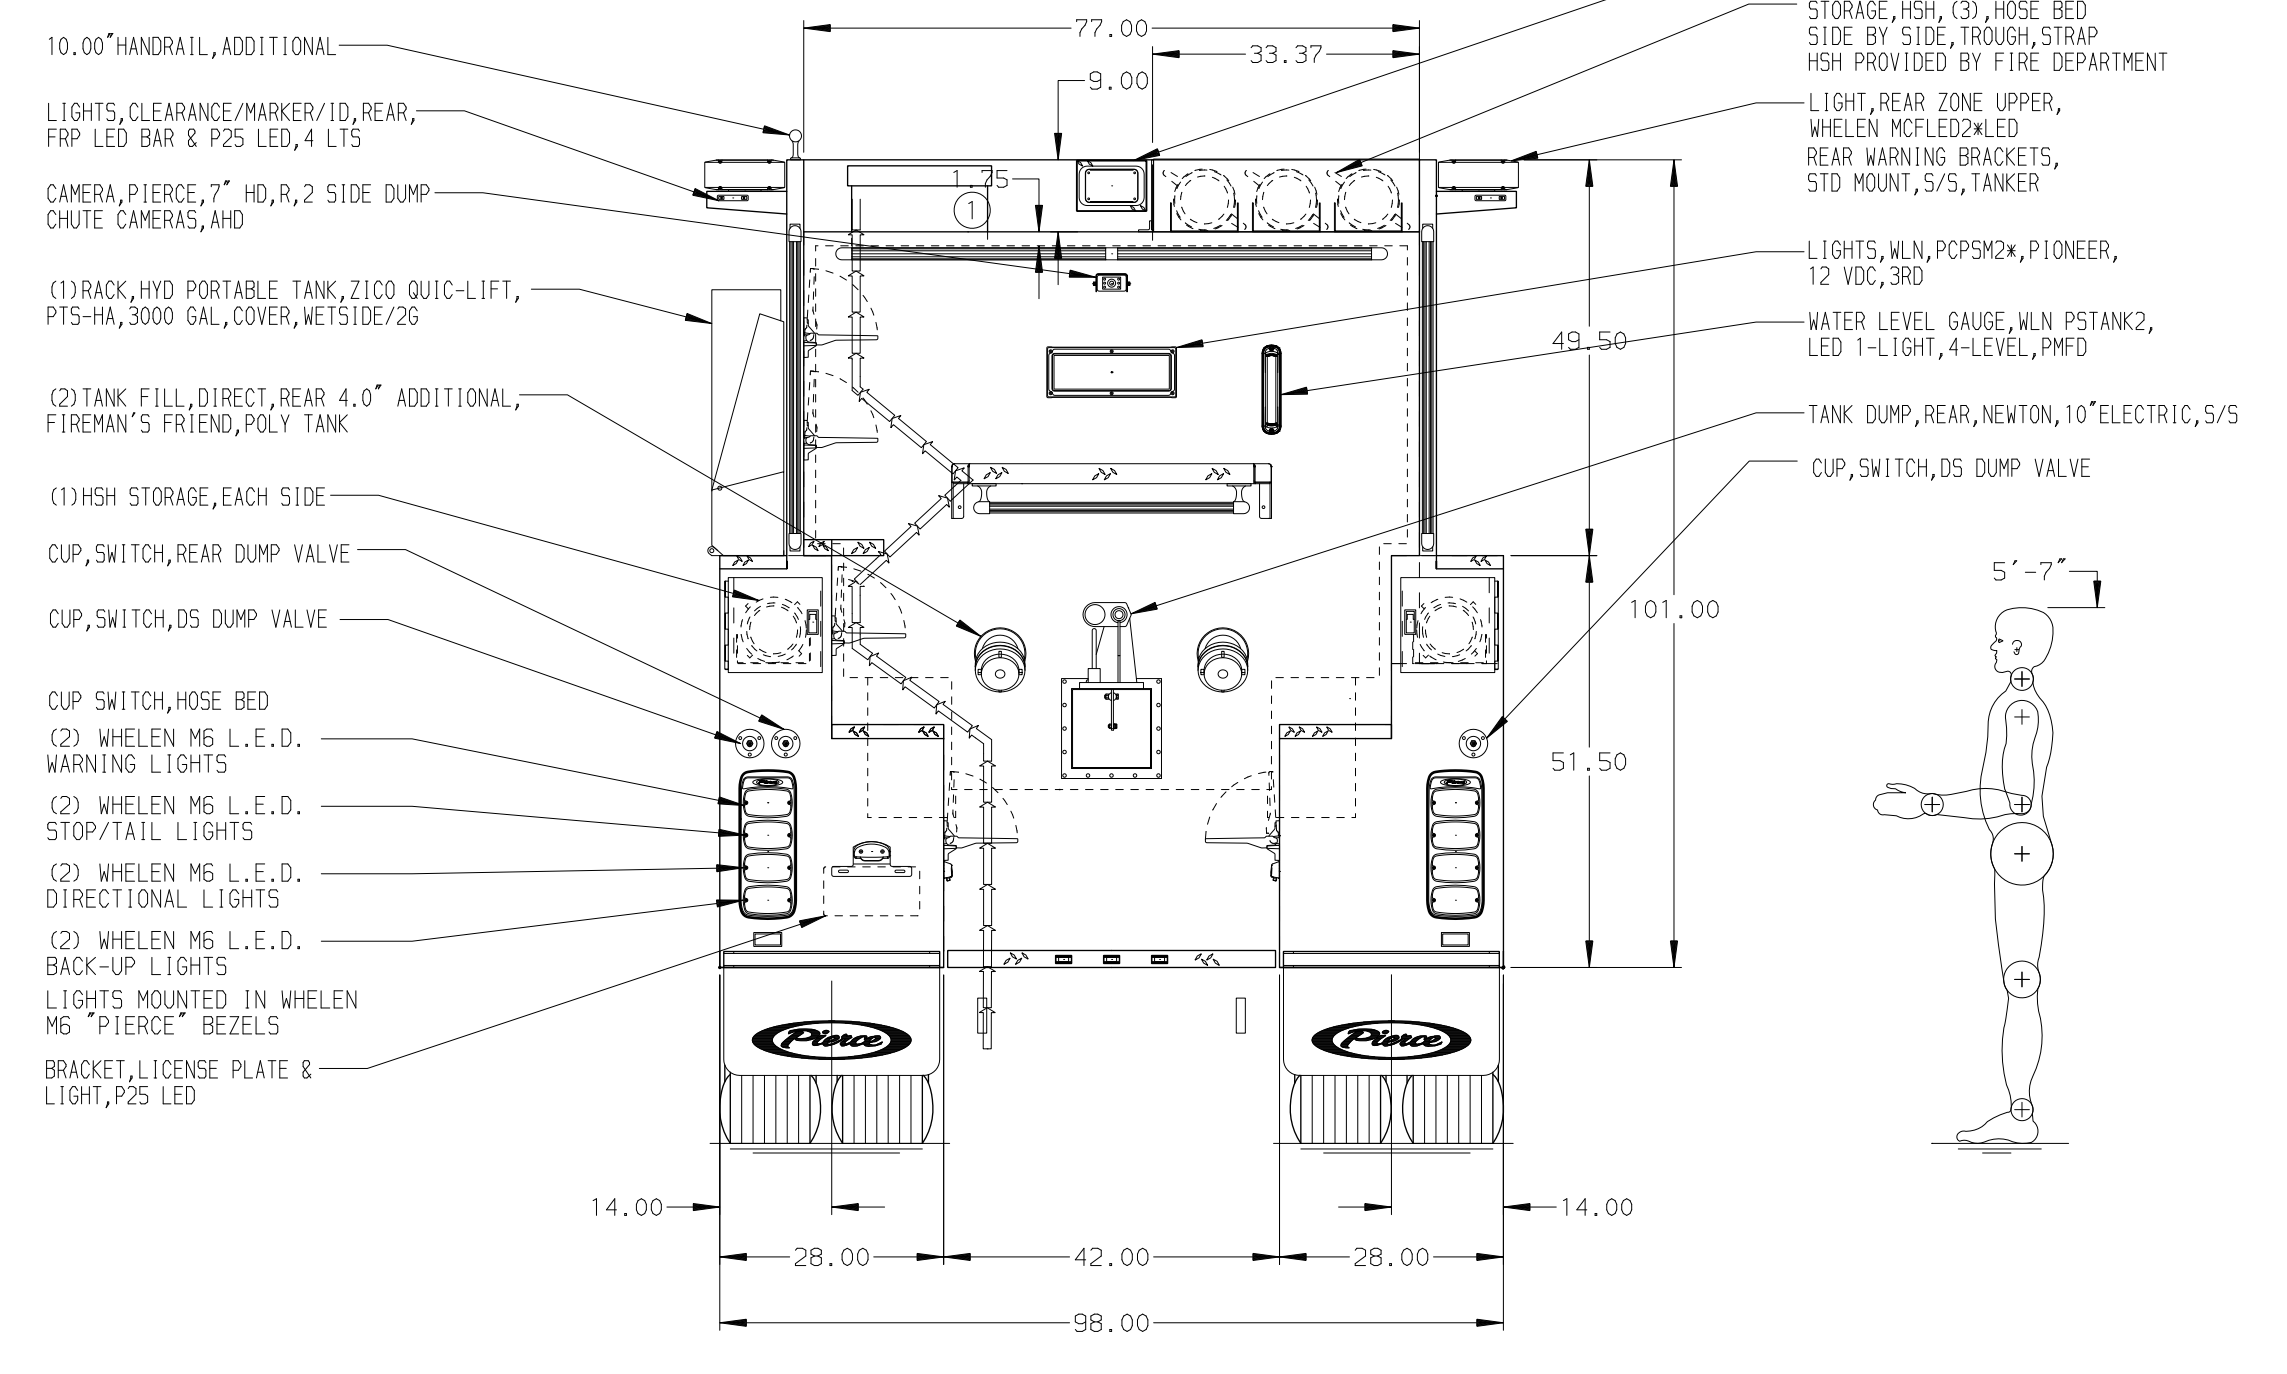 10.00"HANDRAIL,ADDITIONAL
LIGHTS,CLEARANCE/MARKER/ID,REAR,
FRP LED BAR & P25 LED,4 LTS
CAMERA,PIERCE,7" HD,R,2 SIDE DUMP
CHUTE CAMERAS,AHD
(1)RACK,HYD PORTABLE TANK,ZICO QUIC-LIFT,
PTS-HA,3000 GAL,COVER,WETSIDE/2G
(2)TANK FILL,DIRECT,REAR 4.0" ADDITIONAL,
FIREMAN'S FRIEND,POLY TANK
(1)HSH STORAGE,EACH SIDE
CUP,SWITCH,REAR DUMP VALVE
CUP,SWITCH,DS DUMP VALVE
CUP SWITCH,HOSE BED
(2) WHELEN M6 L.E.D.
WARNING LIGHTS
(2) WHELEN M6 L.E.D.
STOP/TAIL LIGHTS
(2) WHELEN M6 L.E.D.
DIRECTIONAL LIGHTS
(2) WHELEN M6 L.E.D.
BACK-UP LIGHTS
LIGHTS MOUNTED IN WHELEN
M6 "PIERCE" BEZELS
BRACKET,LICENSE PLATE &
LIGHT,P25 LED
77.00
33.37
9.00
1.75
1
49.50
101.00
51.50
Pierce
Pierce
Pierce
Pierce
14.00
14.00
28.00
42.00
28.00
98.00
STORAGE,HSH,(3),HOSE BED
SIDE BY SIDE,TROUGH,STRAP
HSH PROVIDED BY FIRE DEPARTMENT
LIGHT,REAR ZONE UPPER,
WHELEN MCFLED2*LED
REAR WARNING BRACKETS,
STD MOUNT,S/S,TANKER
LIGHTS,WLN,PCPSM2*,PIONEER,
12 VDC,3RD
WATER LEVEL GAUGE,WLN PSTANK2,
LED 1-LIGHT,4-LEVEL,PMFD
TANK DUMP,REAR,NEWTON,10"ELECTRIC,S/S
CUP,SWITCH,DS DUMP VALVE
5'-7"